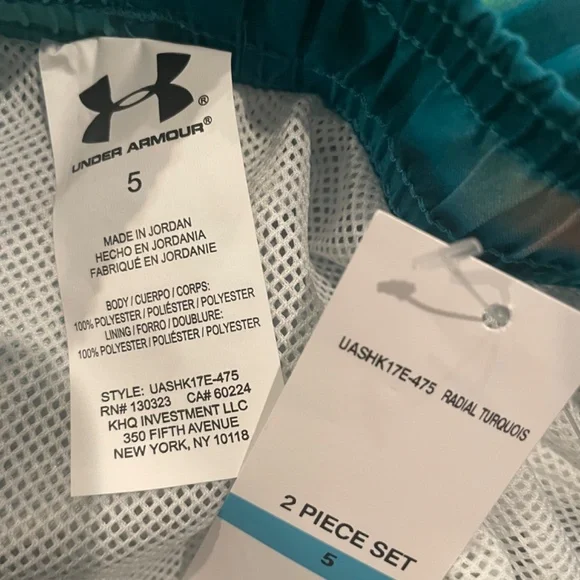 UNDER ARMOUR®
5
MADE IN JORDAN
HECHO EN JORDANIA
FABRIQUÉ EN JORDANIE
BODY / CUERPO / CORPS:
100% POLYESTER / POLIÉSTER / POLYESTER
LINING / FORRO / DOUBLURE:
100% POLYESTER / POLIÉSTER / POLYESTER
STYLE: UASHK17E-475
RN# 130323 CA# 60224
KHQ INVESTMENT LLC
350 FIFTH AVENUE
NEW YORK, NY 10118
UASHK17E-475 RADIAL TURQUOIS
2 PIECE SET
5